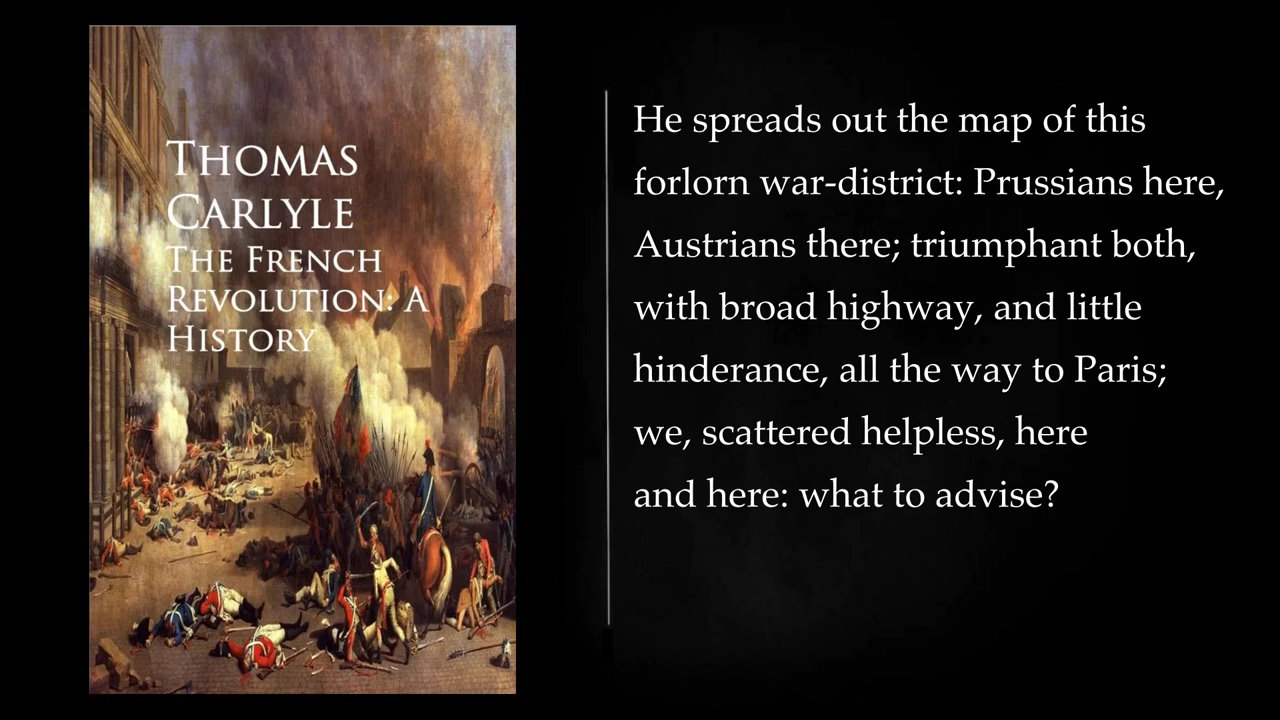 THOMAS
CARLYLE
THE FRENCH
REVOLUTION: A
HISTORY
He spreads out the map of this
forlorn war-district: Prussians here,
Austrians there; triumphant both,
with broad highway, and little
hinderance, all the way to Paris;
we, scattered helpless, here
and here: what to advise?